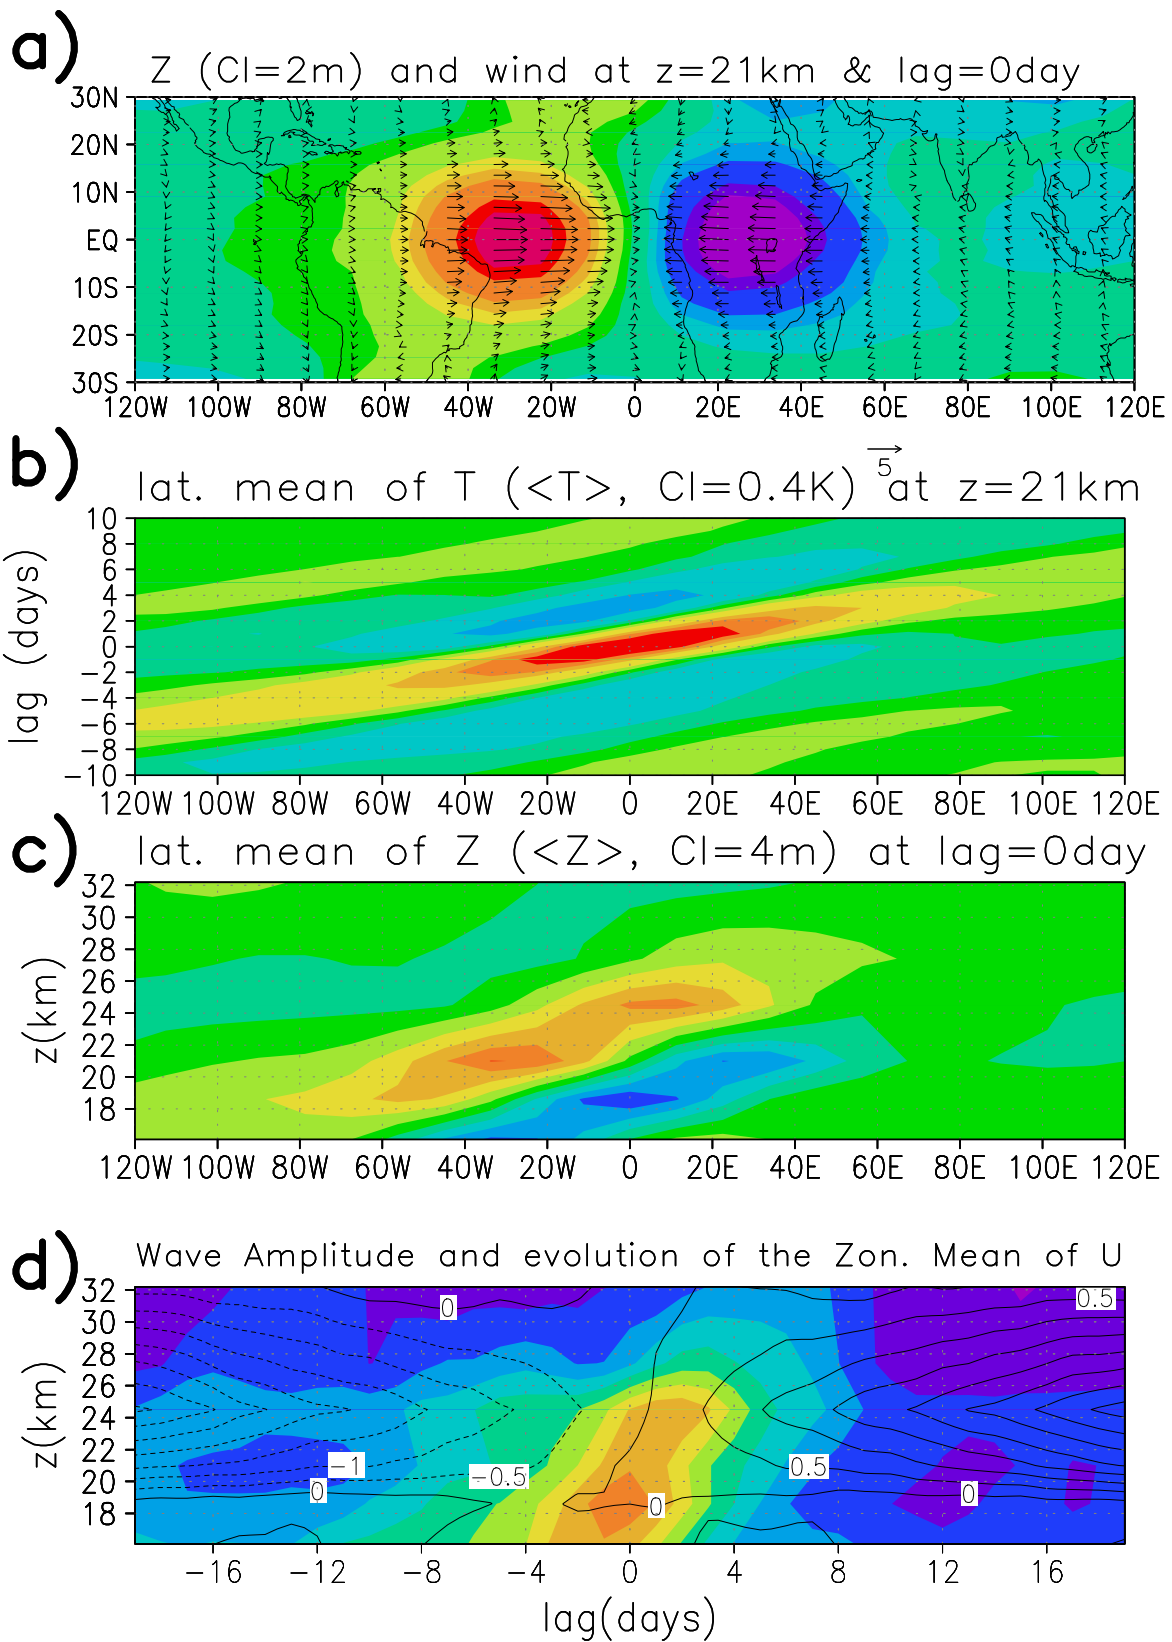 a)
Z (CI=2m) and wind at z=21km & lag=0day
30N
20N
10N
EQ
10S
20S
30S
120W 100W 80W 60W 40W 20W 0 20E 40E 60E 80E 100E 120E
5
b)
lat. mean of T (<T>, CI=0.4K) at z=21km
lag (days)
10
8
6
4
2
0
−2
−4
−6
−8
−10
120W 100W 80W 60W 40W 20W 0 20E 40E 60E 80E 100E 120E
c)
lat. mean of Z (<Z>, CI=4m) at lag=0day
z(km)
32
30
28
26
24
22
20
18
120W 100W 80W 60W 40W 20W 0 20E 40E 60E 80E 100E 120E
d)
Wave Amplitude and evolution of the Zon. Mean of U
z(km)
32
30
28
26
24
22
20
18
0
0.5
−1
−0.5
0.5
0
0
0
−16 −12 −8 −4 0 4 8 12 16
lag(days)